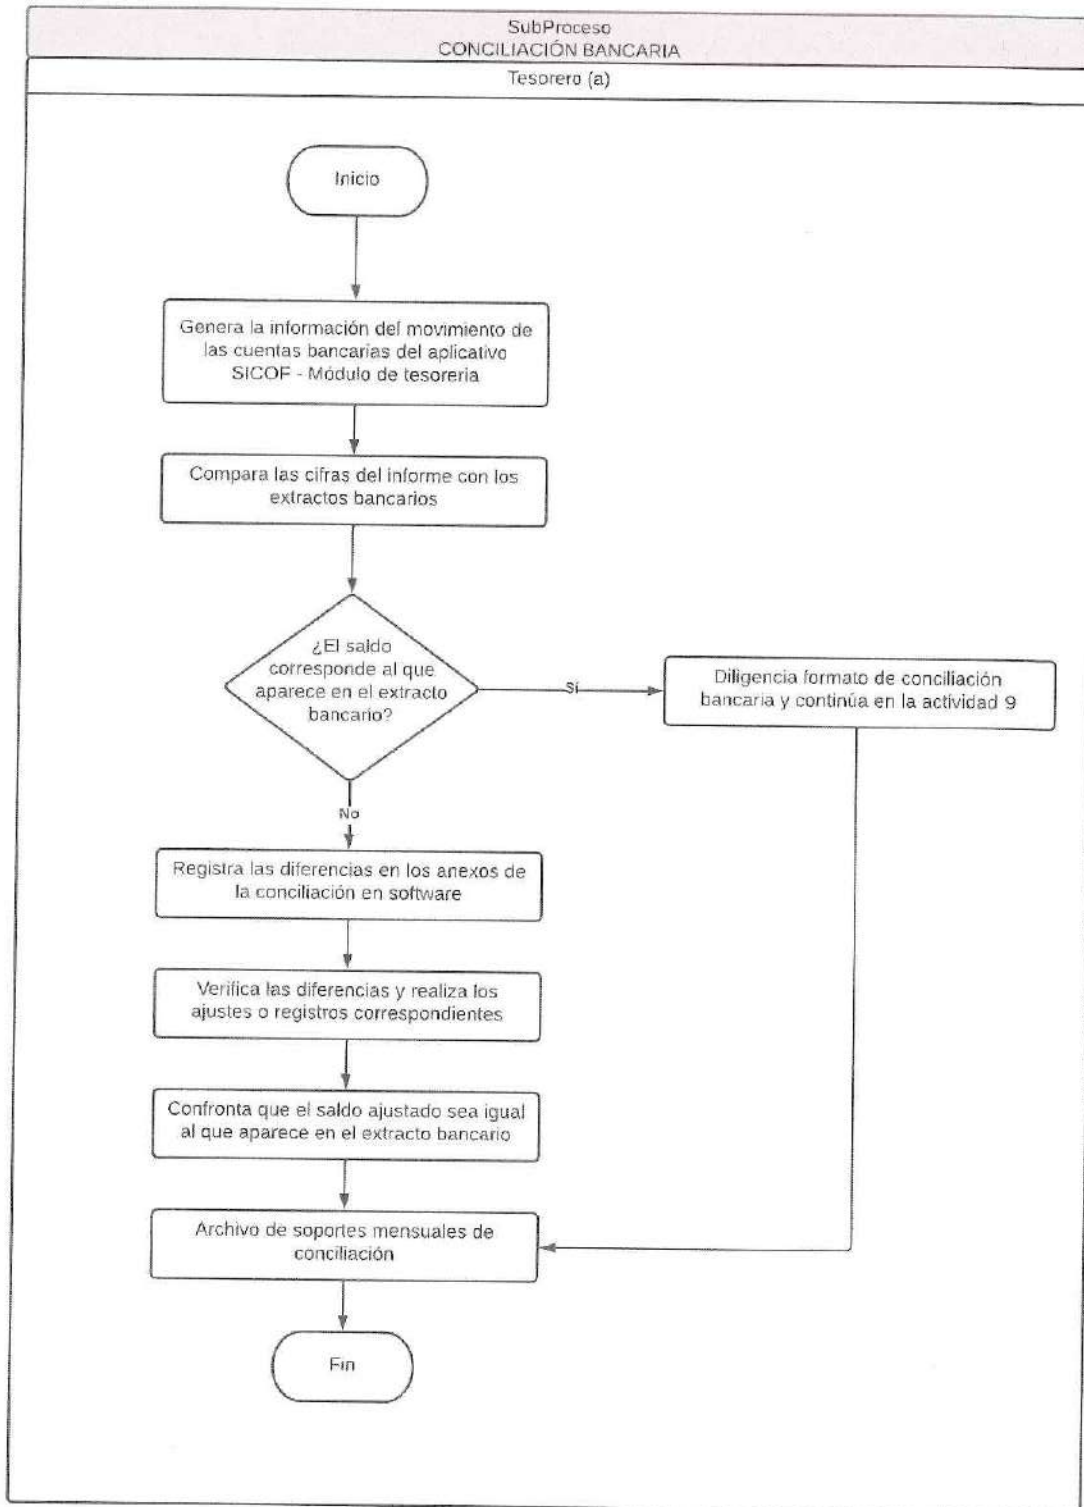 SubProceso
CONCILIACIÓN BANCARIA
Tesorero (a)
Inicio
Genera la información del movimiento de
las cuentas bancarias del aplicativo
SICOF - Módulo de tesoreria
Compara las cifras del informe con los
extractos bancarios
¿El saldo
corresponde al que
aparece en el extracto
bancario?
Sí
Diligencia formato de conciliación
bancaria y continúa en la actividad 9
No
Registra las diferencias en los anexos de
la conciliación en software
Verifica las diferencias y realiza los
ajustes o registros correspondientes
Confronta que el saldo ajustado sea igual
al que aparece en el extracto bancario
Archivo de soportes mensuales de
conciliación
Fin